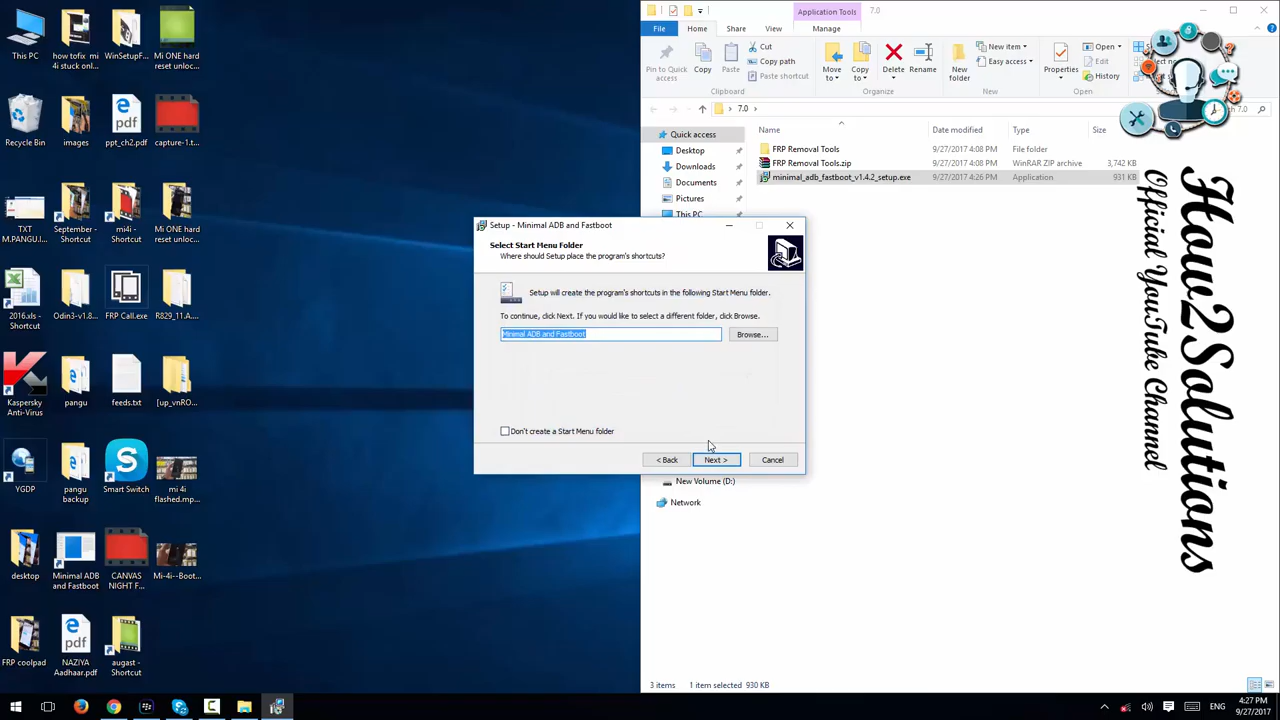 Application Tools
7.0
File
Home
Share
View
Manage
Pin to Quick
access
Copy
Paste
Cut
Copy path
Paste shortcut
Move
to
Copy
to
Delete
Rename
New
folder
New item
Easy access
Properties
Open
Edit
History
Clipboard
Organize
New
Open
7.0
7.0
Name
Date modified
Type
Size
FRP Removal Tools
9/27/2017 4:08 PM
File folder
FRP Removal Tools.zip
9/27/2017 4:08 PM
WinRAR ZIP archive
3,742 KB
minimal_adb_fastboot_v1.4.2_setup.exe
9/27/2017 4:26 PM
Application
931 KB
Quick access
Desktop
Downloads
Documents
Pictures
This PC
New Volume (D:)
Network
3 items
1 item selected 930 KB
Setup - Minimal ADB and Fastboot
Select Start Menu Folder
Where should Setup place the program's shortcuts?
Setup will create the program's shortcuts in the following Start Menu folder.
To continue, click Next. If you would like to select a different folder, click Browse.
Minimal ADB and Fastboot
Browse...
Don't create a Start Menu folder
< Back
Next >
Cancel
This PC
how tofix mi
4i stuck onl...
WinSetupF...
Mi ONE hard
reset unloc...
Recycle Bin
images
ppt_ch2.pdf
capture-1.t...
TXT
M.PANGU.I...
September -
Shortcut
mi4i -
Shortcut
Mi ONE hard
reset unloc...
2016.xls -
Shortcut
Odin3-v1.8...
FRP Call.exe
R829_11.A...
Kaspersky
Anti-Virus
pangu
feeds.txt
[up_vnRO...
YGDP
pangu
backup
Smart Switch
mi 4i
flashed.mp...
desktop
Minimal ADB
and Fastboot
CANVAS
NIGHT F...
Mi-4i--Boot...
FRP coolpad
NAZIYA
Aadhaar.pdf
augast -
Shortcut
How2Solutions
Official YouTube Channel
ENG
4:27 PM
9/27/2017